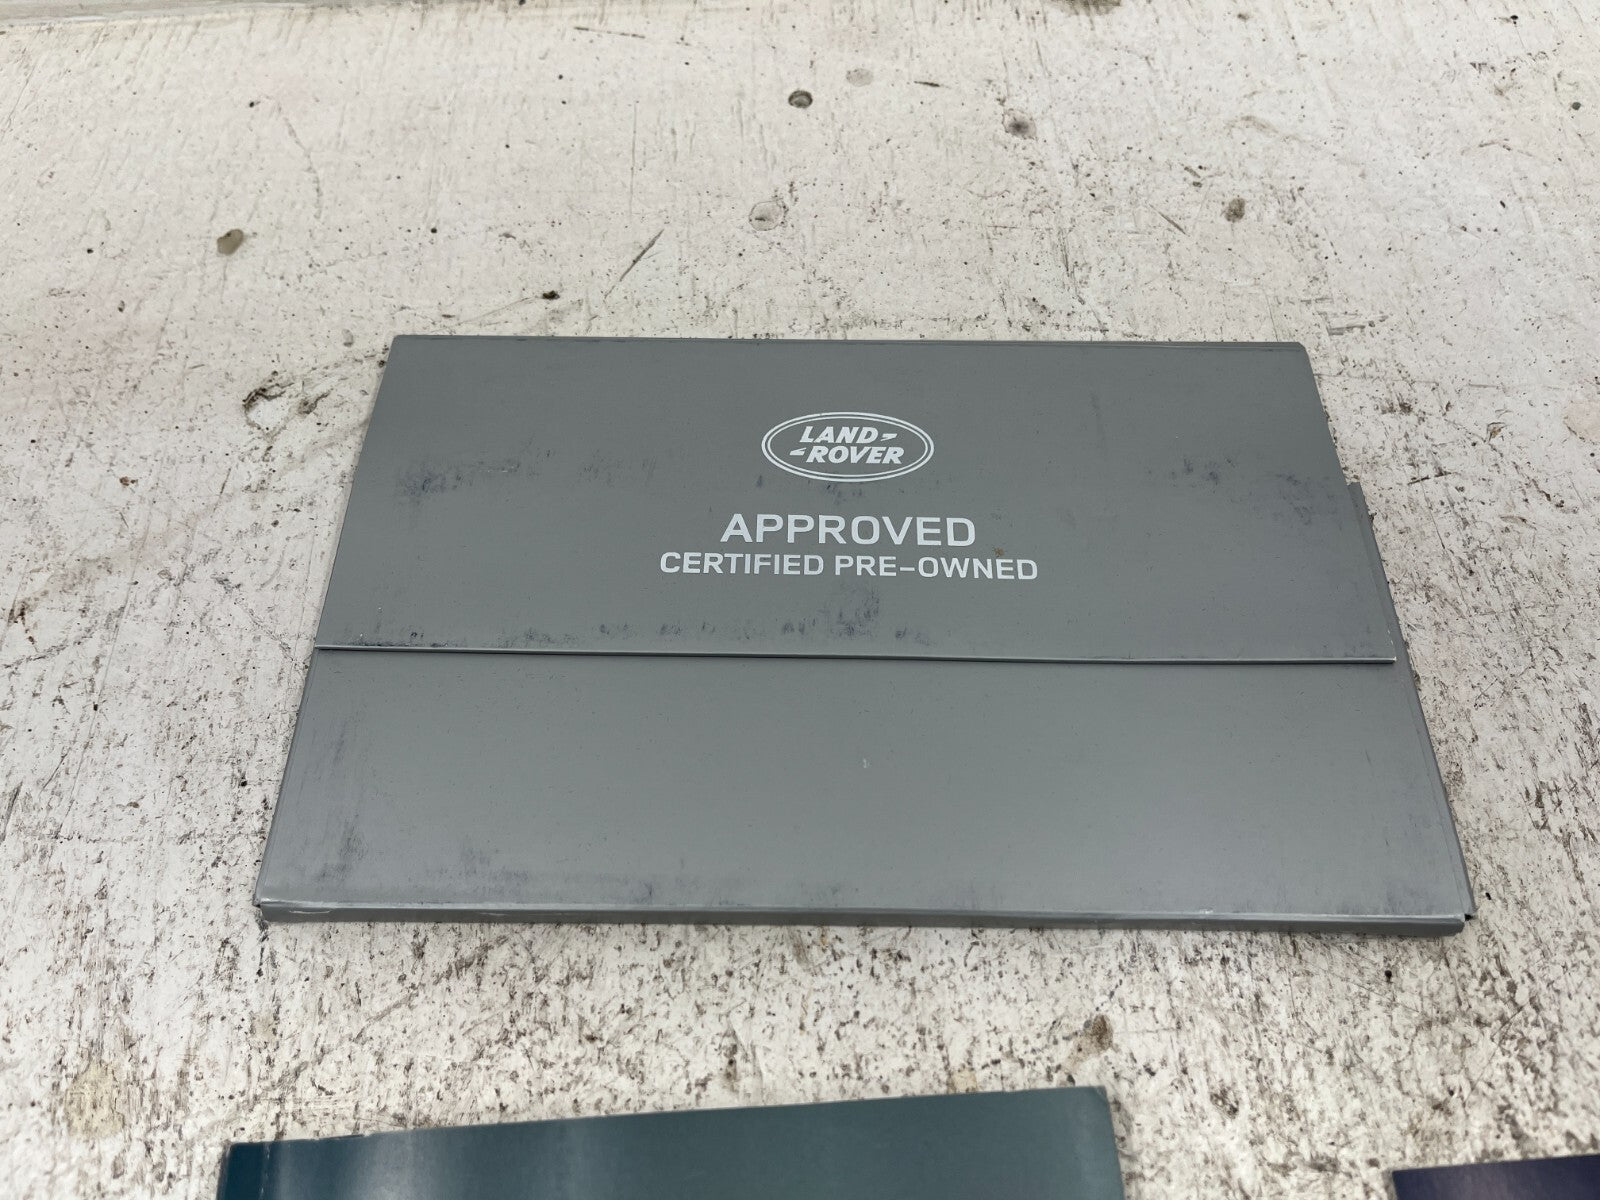 LAND
ROVER
APPROVED
CERTIFIED PRE-OWNED